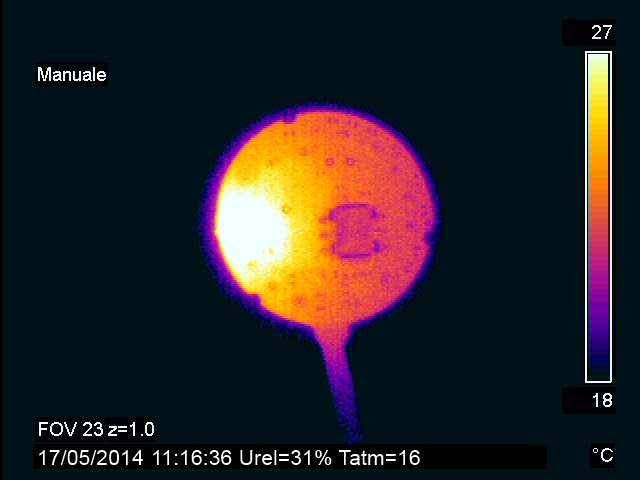 27
Manuale
18
FOV 23 z=1.0
°C
17/05/2014 11:16:36 Urel=31% Tatm=16